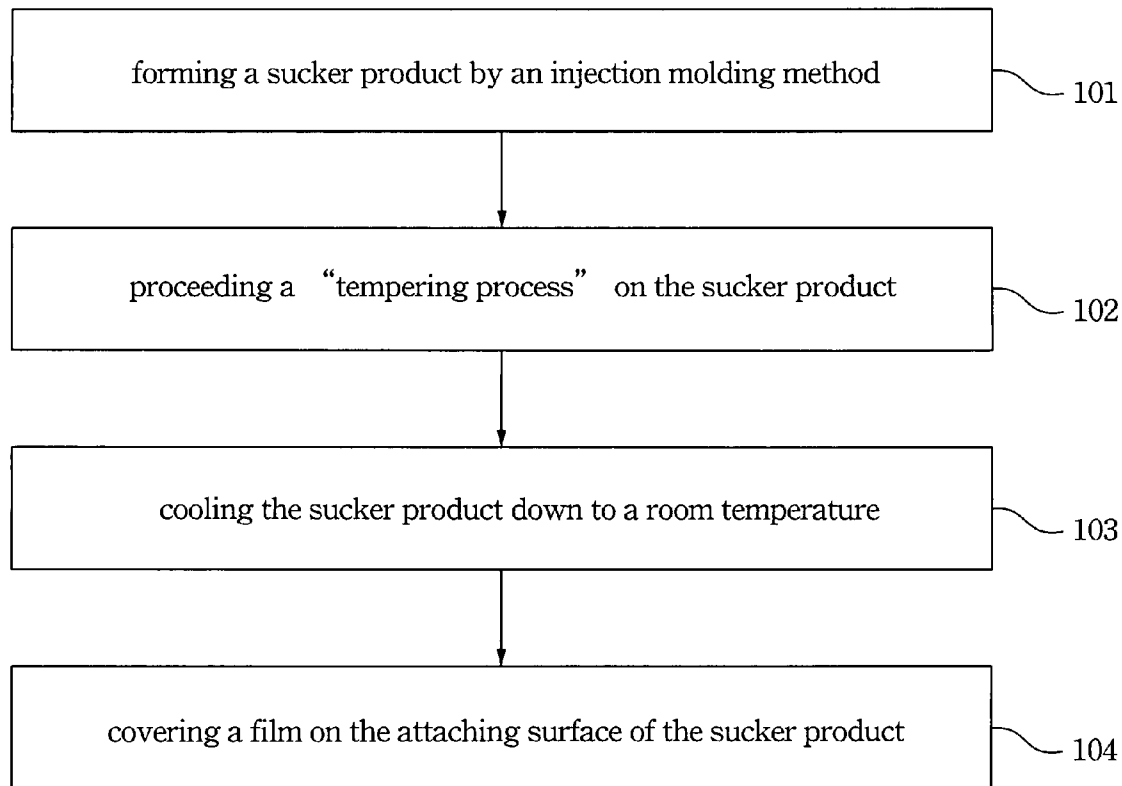 forming a sucker product by an injection molding method
101
proceeding a “tempering process” on the sucker product
102
cooling the sucker product down to a room temperature
103
covering a film on the attaching surface of the sucker product
104